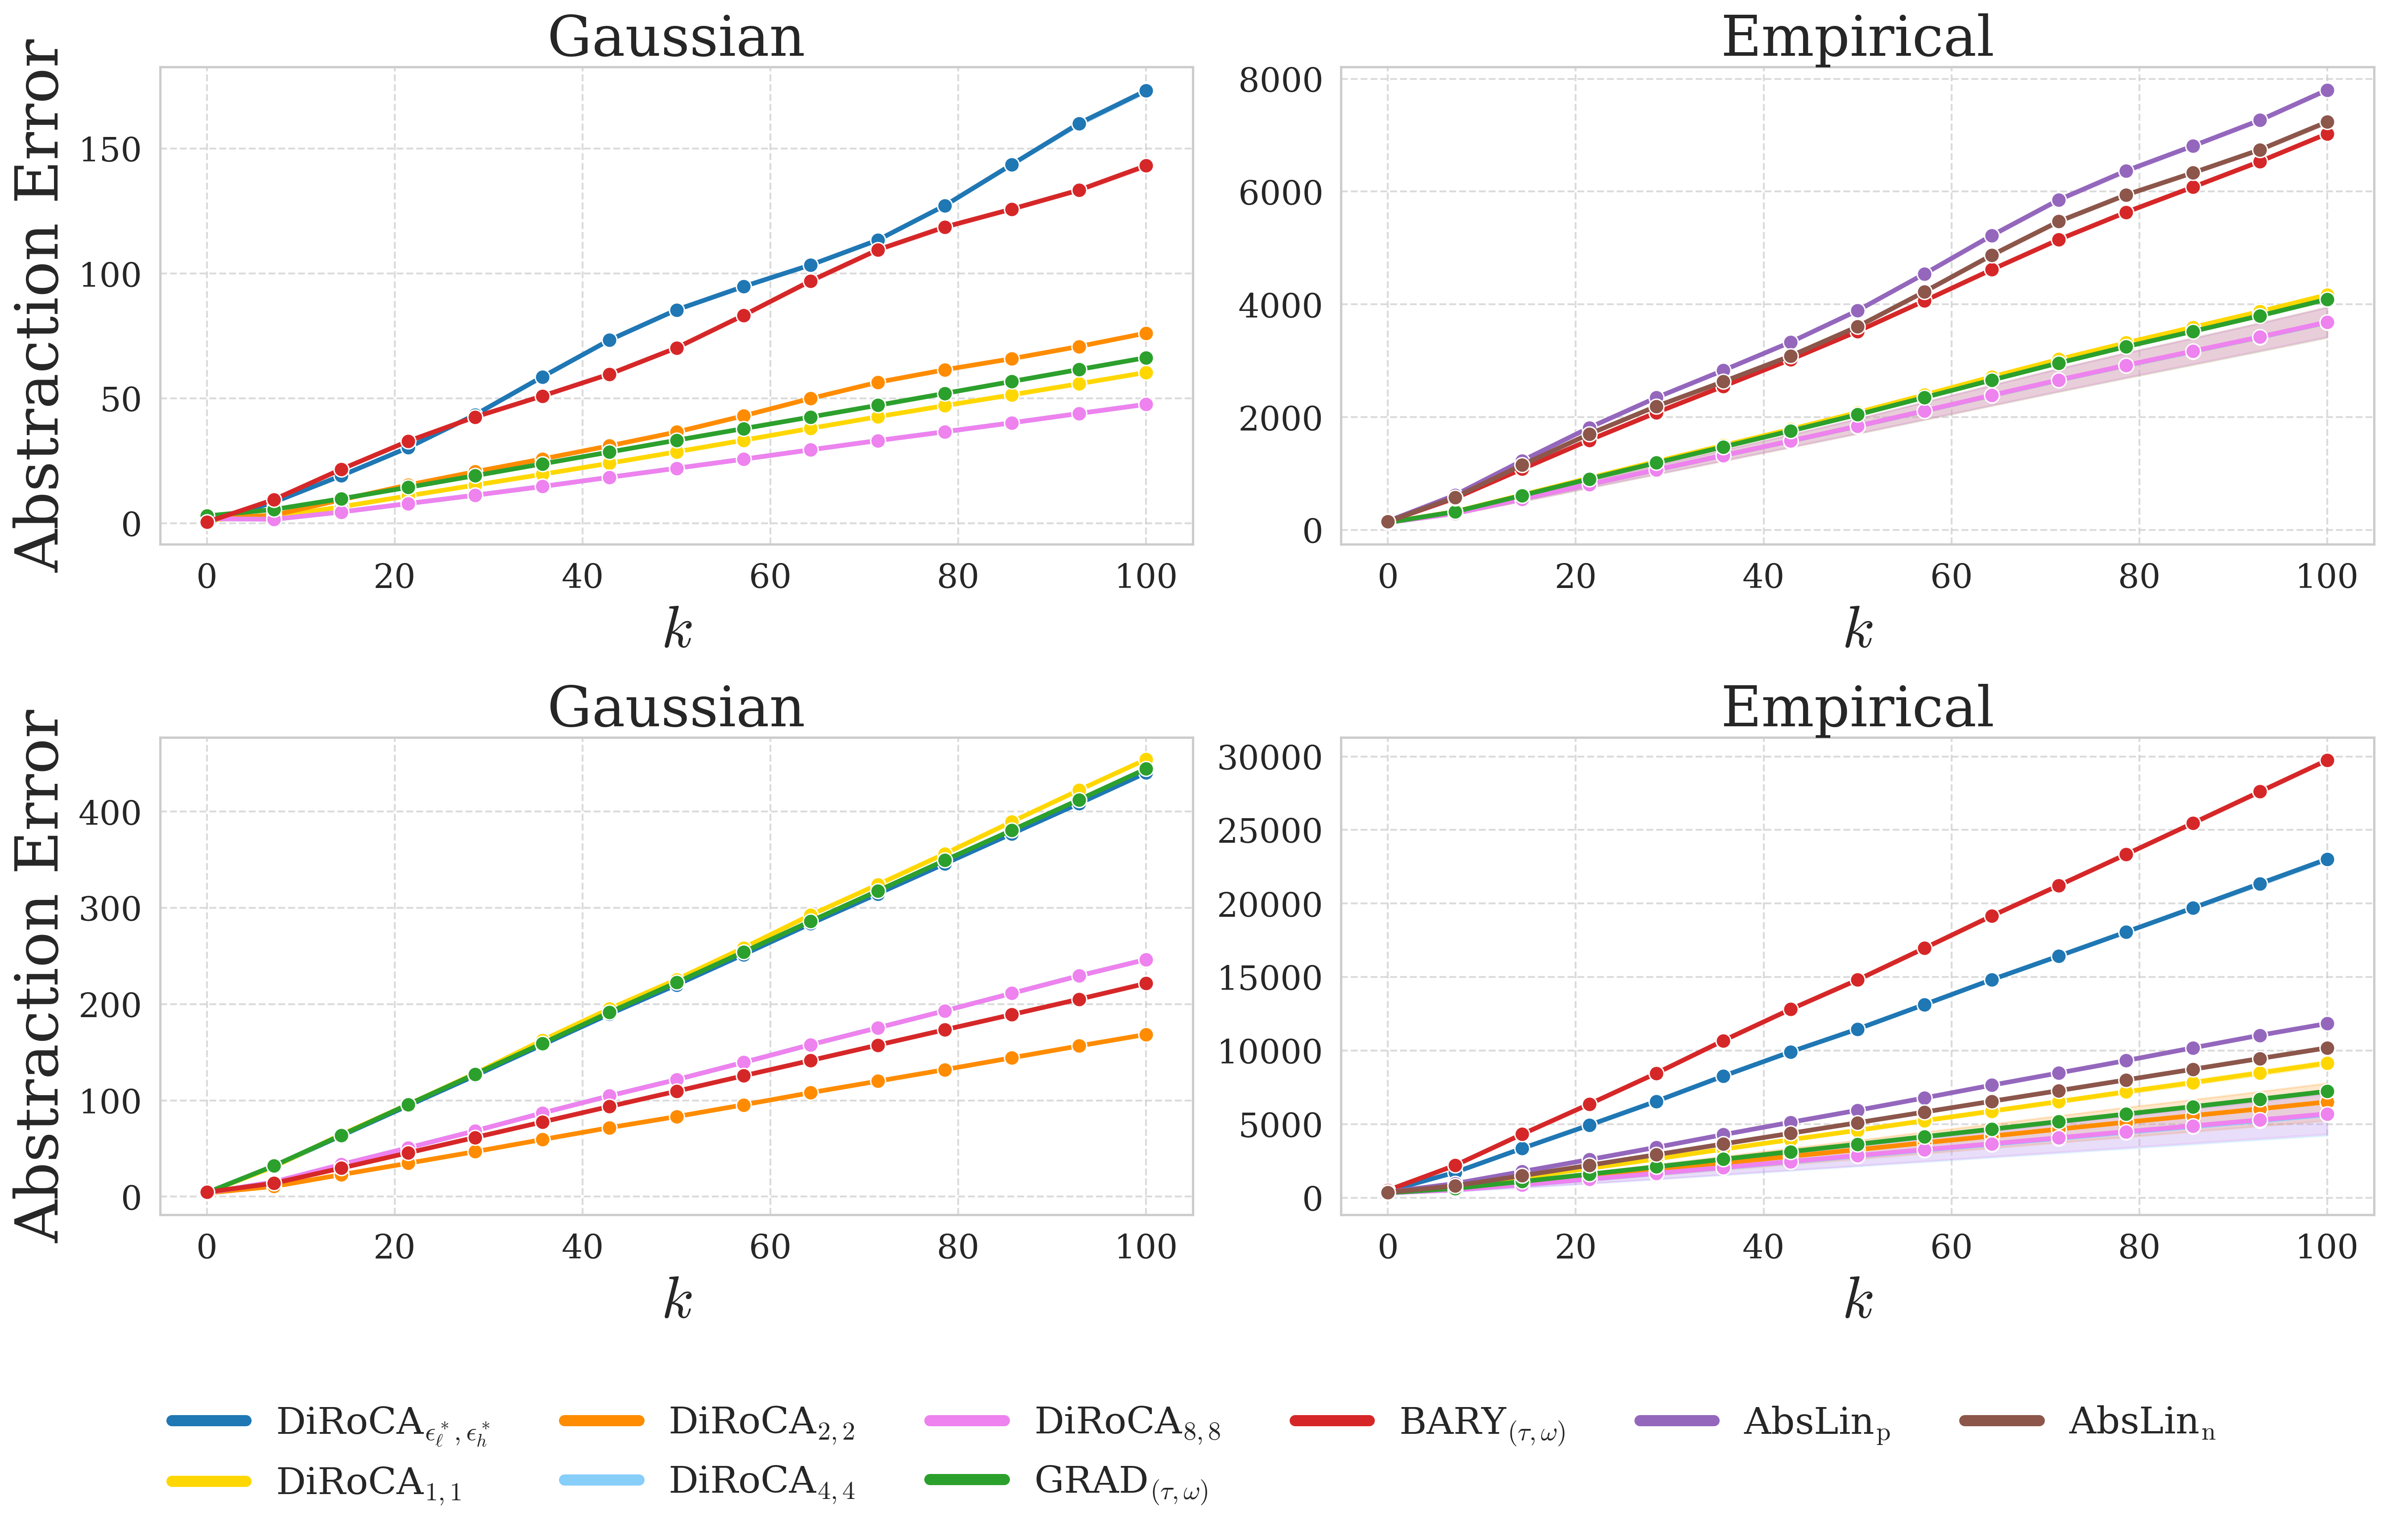 Gaussian
Empirical
Abstraction Error
150
100
50
0
0 20 40 60 80 100
k
8000
6000
4000
2000
0
0 20 40 60 80 100
k
Gaussian
Empirical
Abstraction Error
400
300
200
100
0
0 20 40 60 80 100
k
30000
25000
20000
15000
10000
5000
0
0 20 40 60 80 100
k
DiRoCA_{ϵ_ℓ^*, ϵ_h^*} DiRoCA_{2,2} DiRoCA_{8,8} BARY_{(τ,ω)} AbsLin_p AbsLin_n
DiRoCA_{1,1} DiRoCA_{4,4} GRAD_{(τ,ω)}